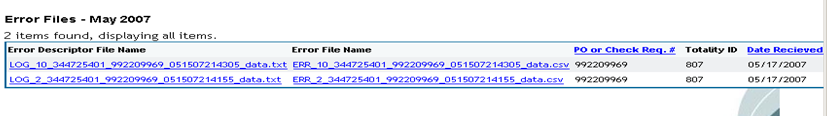 Error Files - May 2007
2 items found, displaying all items.
Error Descriptor File Name Error File Name PO or Check Req. # Totality ID Date Recieved
LOG_10_344725401_992209969_051507214305_data.txt ERR_10_344725401_992209969_051507214305_data.csv 992209969 807 05/17/2007
LOG_2_344725401_992209969_051507214155_data.txt ERR_2_344725401_992209969_051507214155_data.csv 992209969 807 05/17/2007